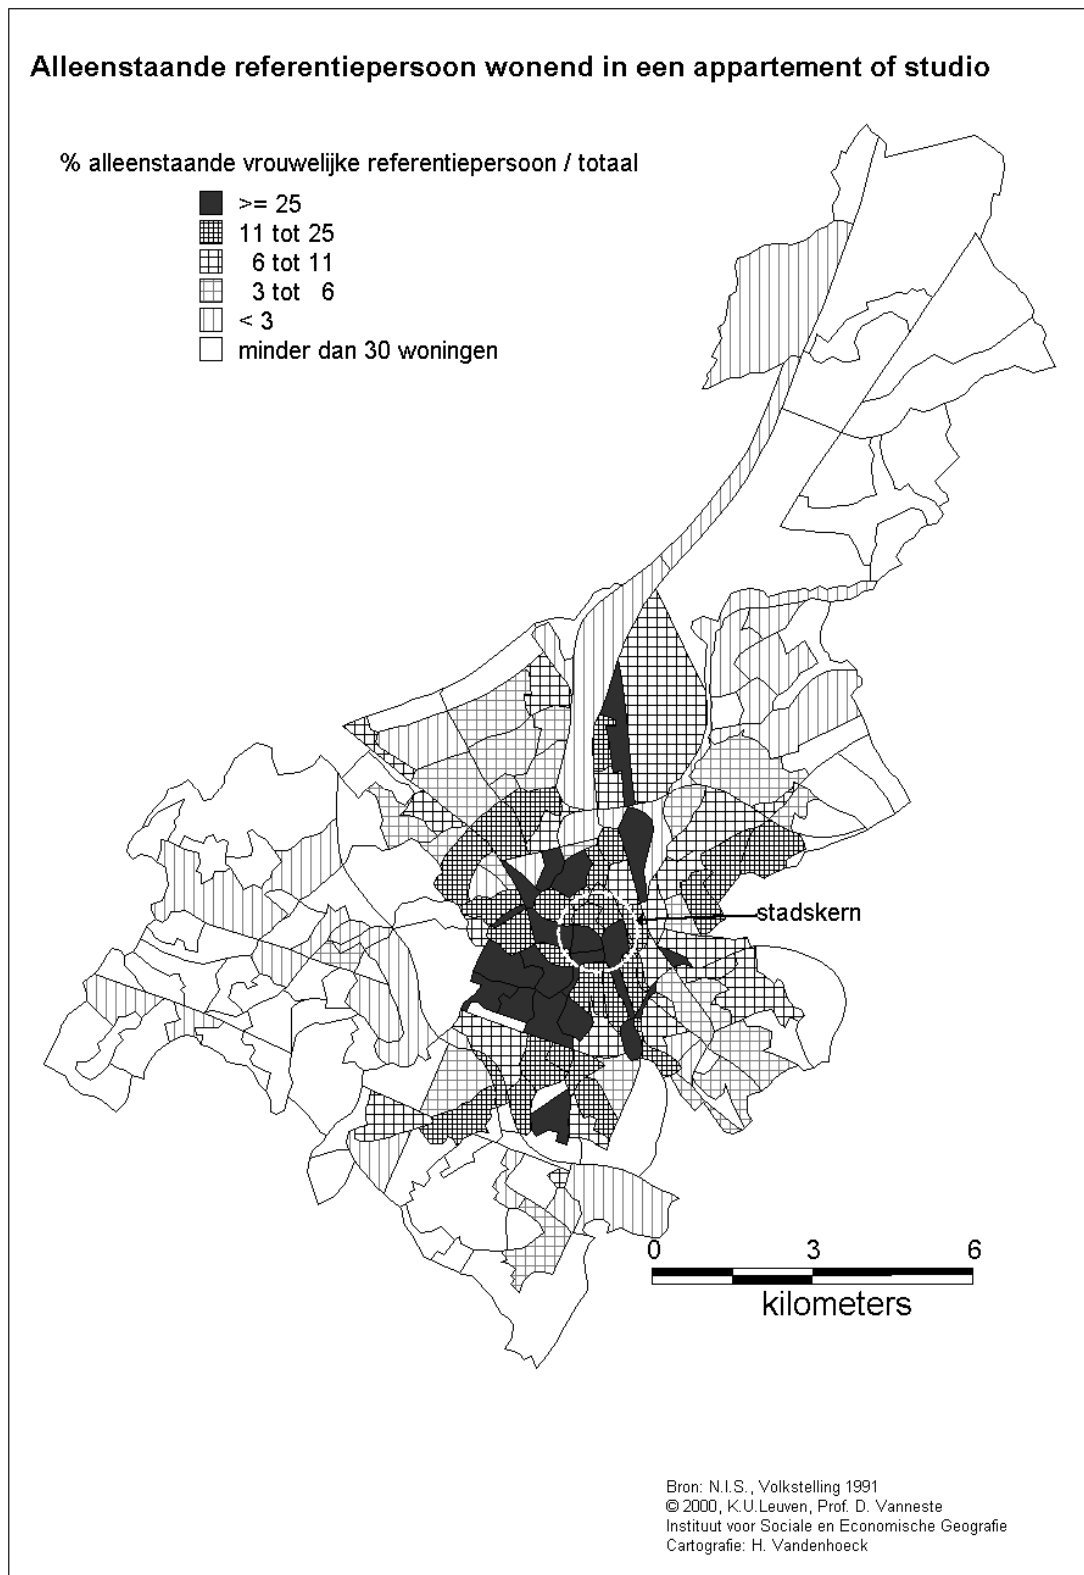 Alleenstaande referentiepersoon wonend in een appartement of studio
% alleenstaande vrouwelijke referentiepersoon / totaal
>= 25
11 tot 25
6 tot 11
3 tot 6
< 3
minder dan 30 woningen
stadskern
0 3 6
kilometers
Bron: N.I.S., Volkstelling 1991
© 2000, K.U.Leuven, Prof. D. Vanneste
Instituut voor Sociale en Economische Geografie
Cartografie: H. Vandenhoeck